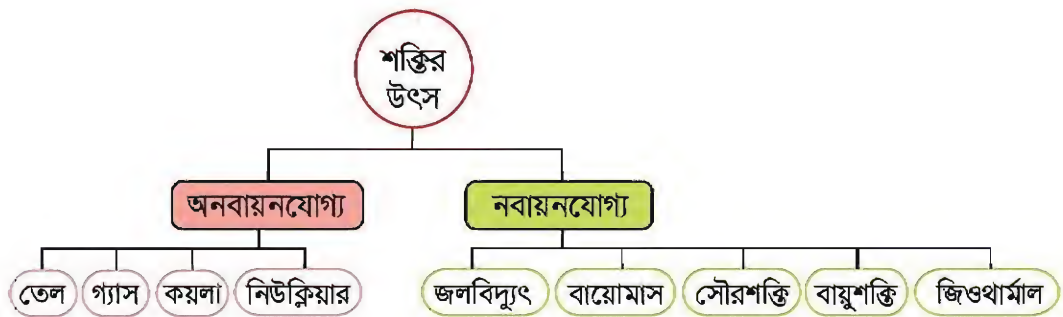 শক্তির
উৎস
অনবায়নযোগ্য
নবায়নযোগ্য
তেল
গ্যাস
কয়লা
নিউক্লিয়ার
জলবিদ্যুৎ
বায়োমাস
সৌরশক্তি
বায়ুশক্তি
জিওথার্মাল